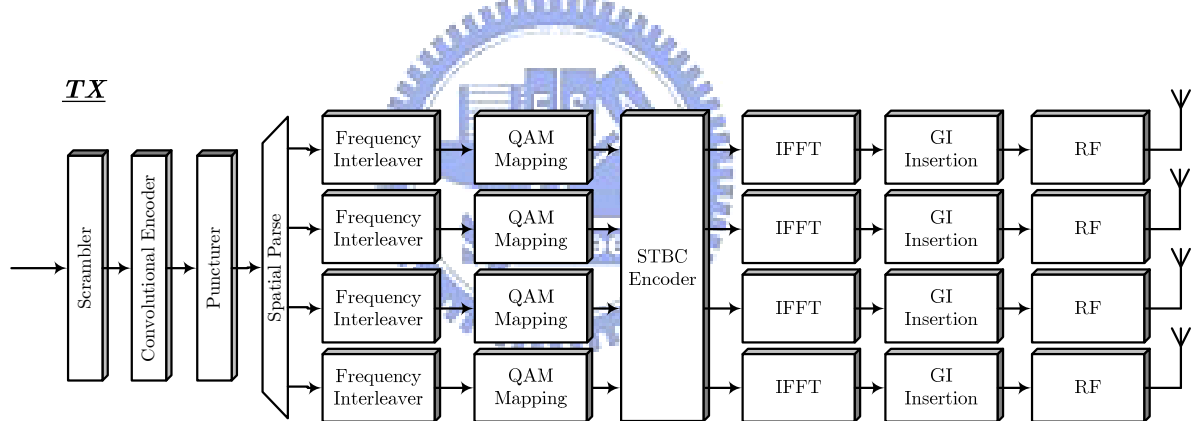 TX
Scrambler
Convolutional Encoder
Puncturer
Spatial Parse
Frequency
Interleaver
QAM
Mapping
IFFT
GI
Insertion
RF
Frequency
Interleaver
QAM
Mapping
IFFT
GI
Insertion
RF
STBC
Encoder
Frequency
Interleaver
QAM
Mapping
IFFT
GI
Insertion
RF
Frequency
Interleaver
QAM
Mapping
IFFT
GI
Insertion
RF